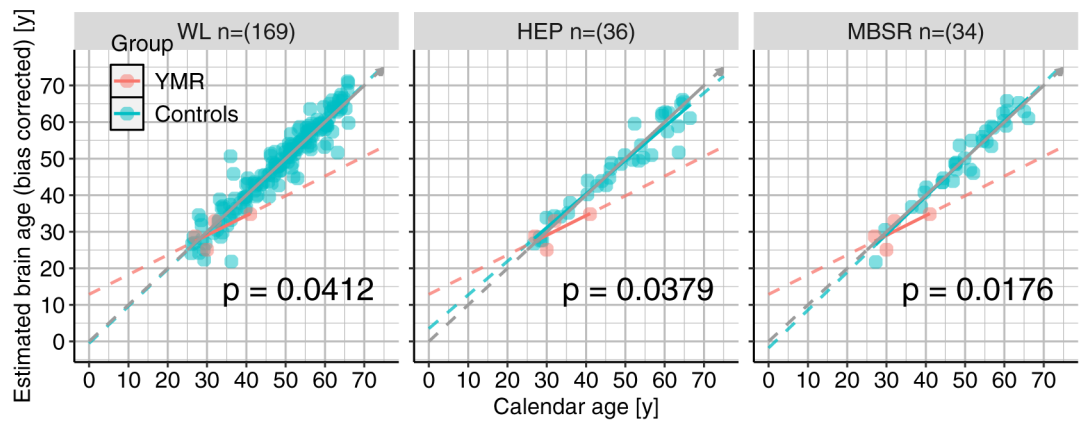 Estimated brain age (bias corrected) [y]
WL n=(169)
HEP n=(36)
MBSR n=(34)
Group
YMR
Controls
70
60
50
40
30
20
10
0
p = 0.0412
p = 0.0379
p = 0.0176
0 10 20 30 40 50 60 70
0 10 20 30 40 50 60 70
0 10 20 30 40 50 60 70
Calendar age [y]